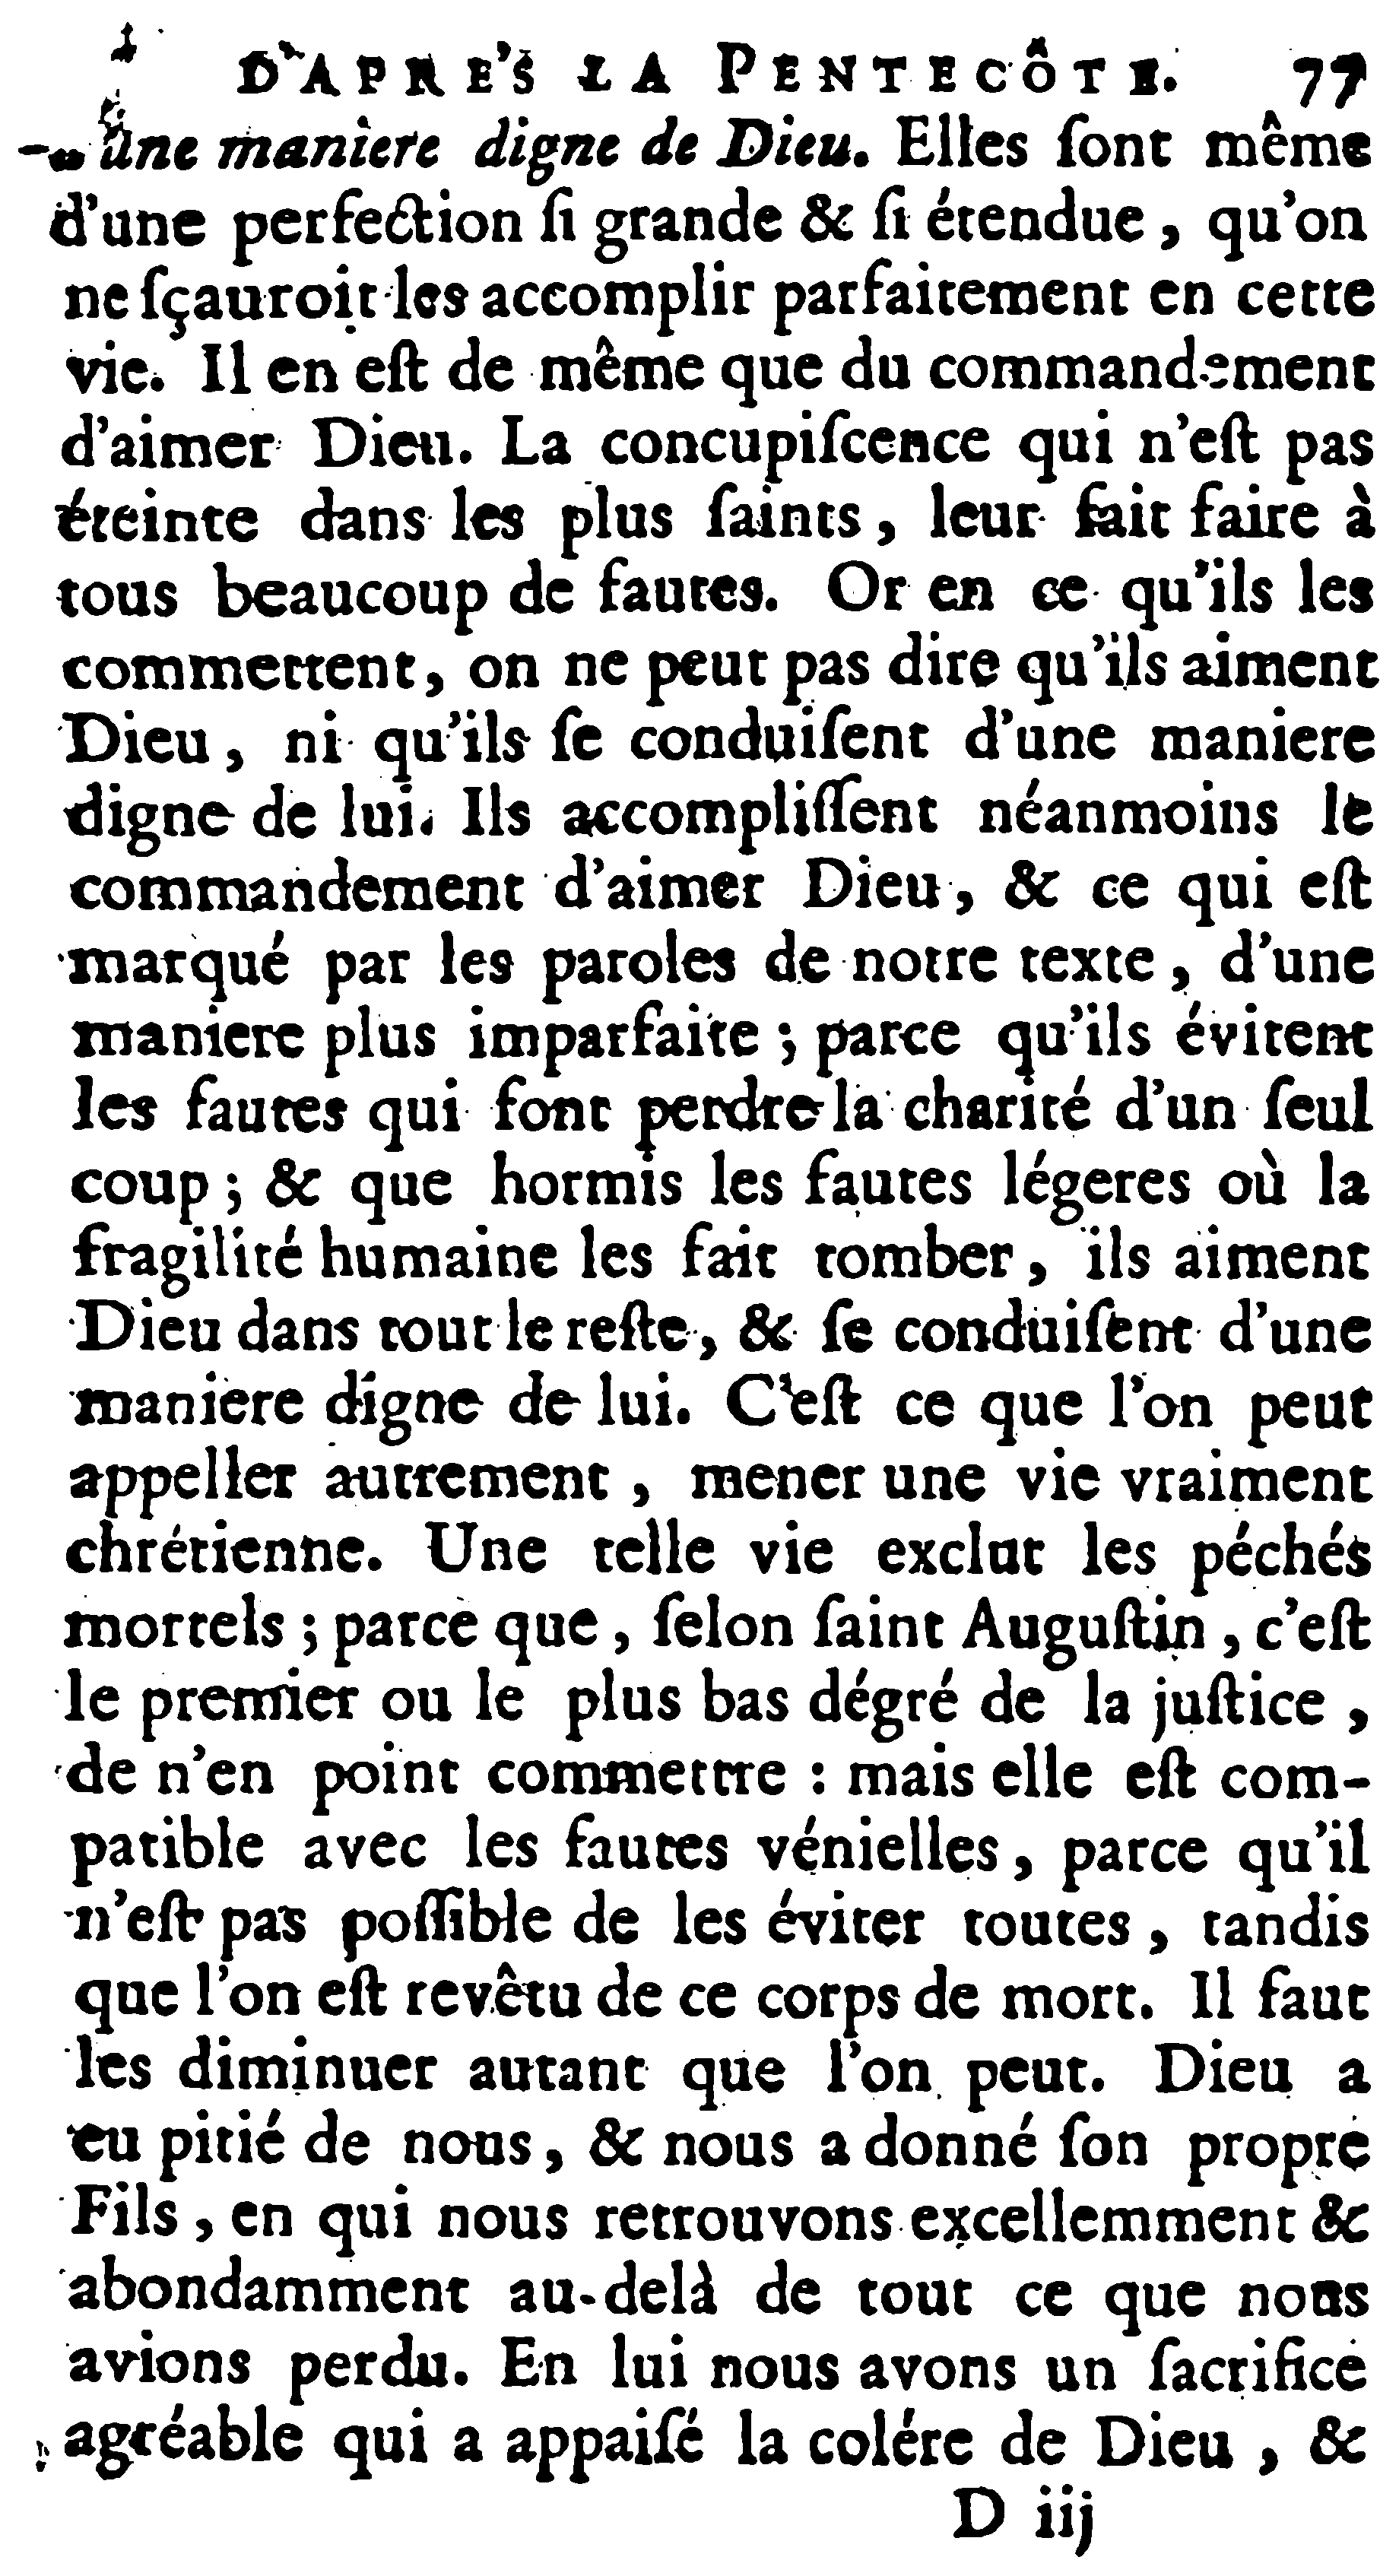 D'APRE'S LA PENTECÔTE. 77
une maniere digne de Dieu. Elles ſont même
d'une perfection ſi grande & ſi étendue, qu'on
ne ſçauroit les accomplir parfaitement en cette
vie. Il en eſt de même que du commandement
d'aimer Dieu. La concupiſcence qui n'eſt pas
éteinte dans les plus ſaints, leur fait faire à
tous beaucoup de fautes. Or en ce qu'ils les
commettent, on ne peut pas dire qu'ils aiment
Dieu, ni qu'ils ſe conduiſent d'une maniere
digne de lui. Ils accompliſſent néanmoins le
commandement d'aimer Dieu, & ce qui eſt
marqué par les paroles de notre texte, d'une
maniere plus imparfaite ; parce qu'ils évitent
les fautes qui font perdre la charité d'un ſeul
coup ; & que hormis les fautes légeres où la
fragilité humaine les fait tomber, ils aiment
Dieu dans tout le reſte, & ſe conduiſent d'une
maniere digne de lui. C'eſt ce que l'on peut
appeller autrement, mener une vie vraiment
chrétienne. Une telle vie exclut les péchés
mortels ; parce que, ſelon ſaint Auguſtin, c'eſt
le premier ou le plus bas dégré de la juſtice,
de n'en point commettre : mais elle eſt com-
patible avec les fautes vénielles, parce qu'il
n'eſt pas poſſible de les éviter toutes, tandis
que l'on eſt revêtu de ce corps de mort. Il faut
les diminuer autant que l'on peut. Dieu a
eu pitié de nous, & nous a donné ſon propre
Fils, en qui nous retrouvons excellemment &
abondamment au-delà de tout ce que nous
avions perdu. En lui nous avons un ſacrifice
agréable qui a appaiſé la colére de Dieu, &
D iij